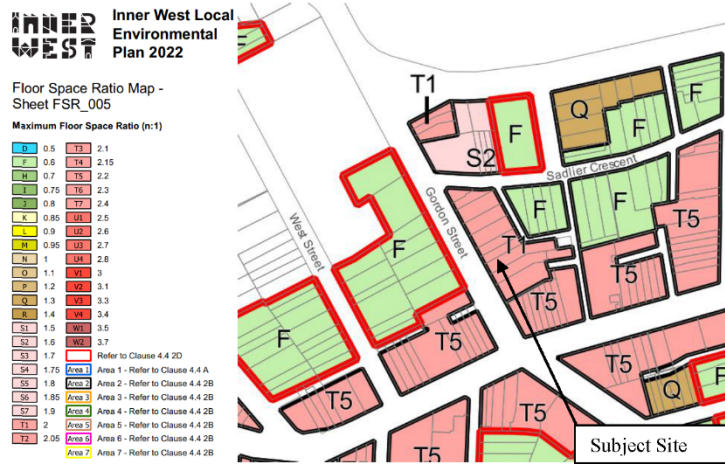 INNER
WEST
Inner West Local
Environmental
Plan 2022
Floor Space Ratio Map -
Sheet FSR_005
Maximum Floor Space Ratio (n:1)
D 0.5 T3 2.1
F 0.6 T4 2.15
H 0.7 T5 2.2
I 0.75 T6 2.3
J 0.8 T7 2.4
K 0.85 U1 2.5
L 0.9 U2 2.6
M 0.95 U3 2.7
N 1 U4 2.8
O 1.1 V1 3
P 1.2 V2 3.1
Q 1.3 V3 3.3
R 1.4 V4 3.4
S1 1.5 W1 3.5
S2 1.6 W2 3.7
S3 1.7 Refer to Clause 4.4 2D
S4 1.75 Area 1 Area 1 - Refer to Clause 4.4 A
S5 1.8 Area 2 Area 2 - Refer to Clause 4.4 2B
S6 1.85 Area 3 Area 3 - Refer to Clause 4.4 2B
S7 1.9 Area 4 Area 4 - Refer to Clause 4.4 2B
T1 2 Area 5 Area 5 - Refer to Clause 4.4 2B
T2 2.05 Area 6 Area 6 - Refer to Clause 4.4 2B
Area 7 Area 7 - Refer to Clause 4.4 2B
F
T1
S2
F
Q
F
F
Sadlier Crescent
West Street
Gordon Street
F
T1
F
F
T5
F
T5
T5
T5
T5
T5
Q
F
T5
T5
T5
Subject Site